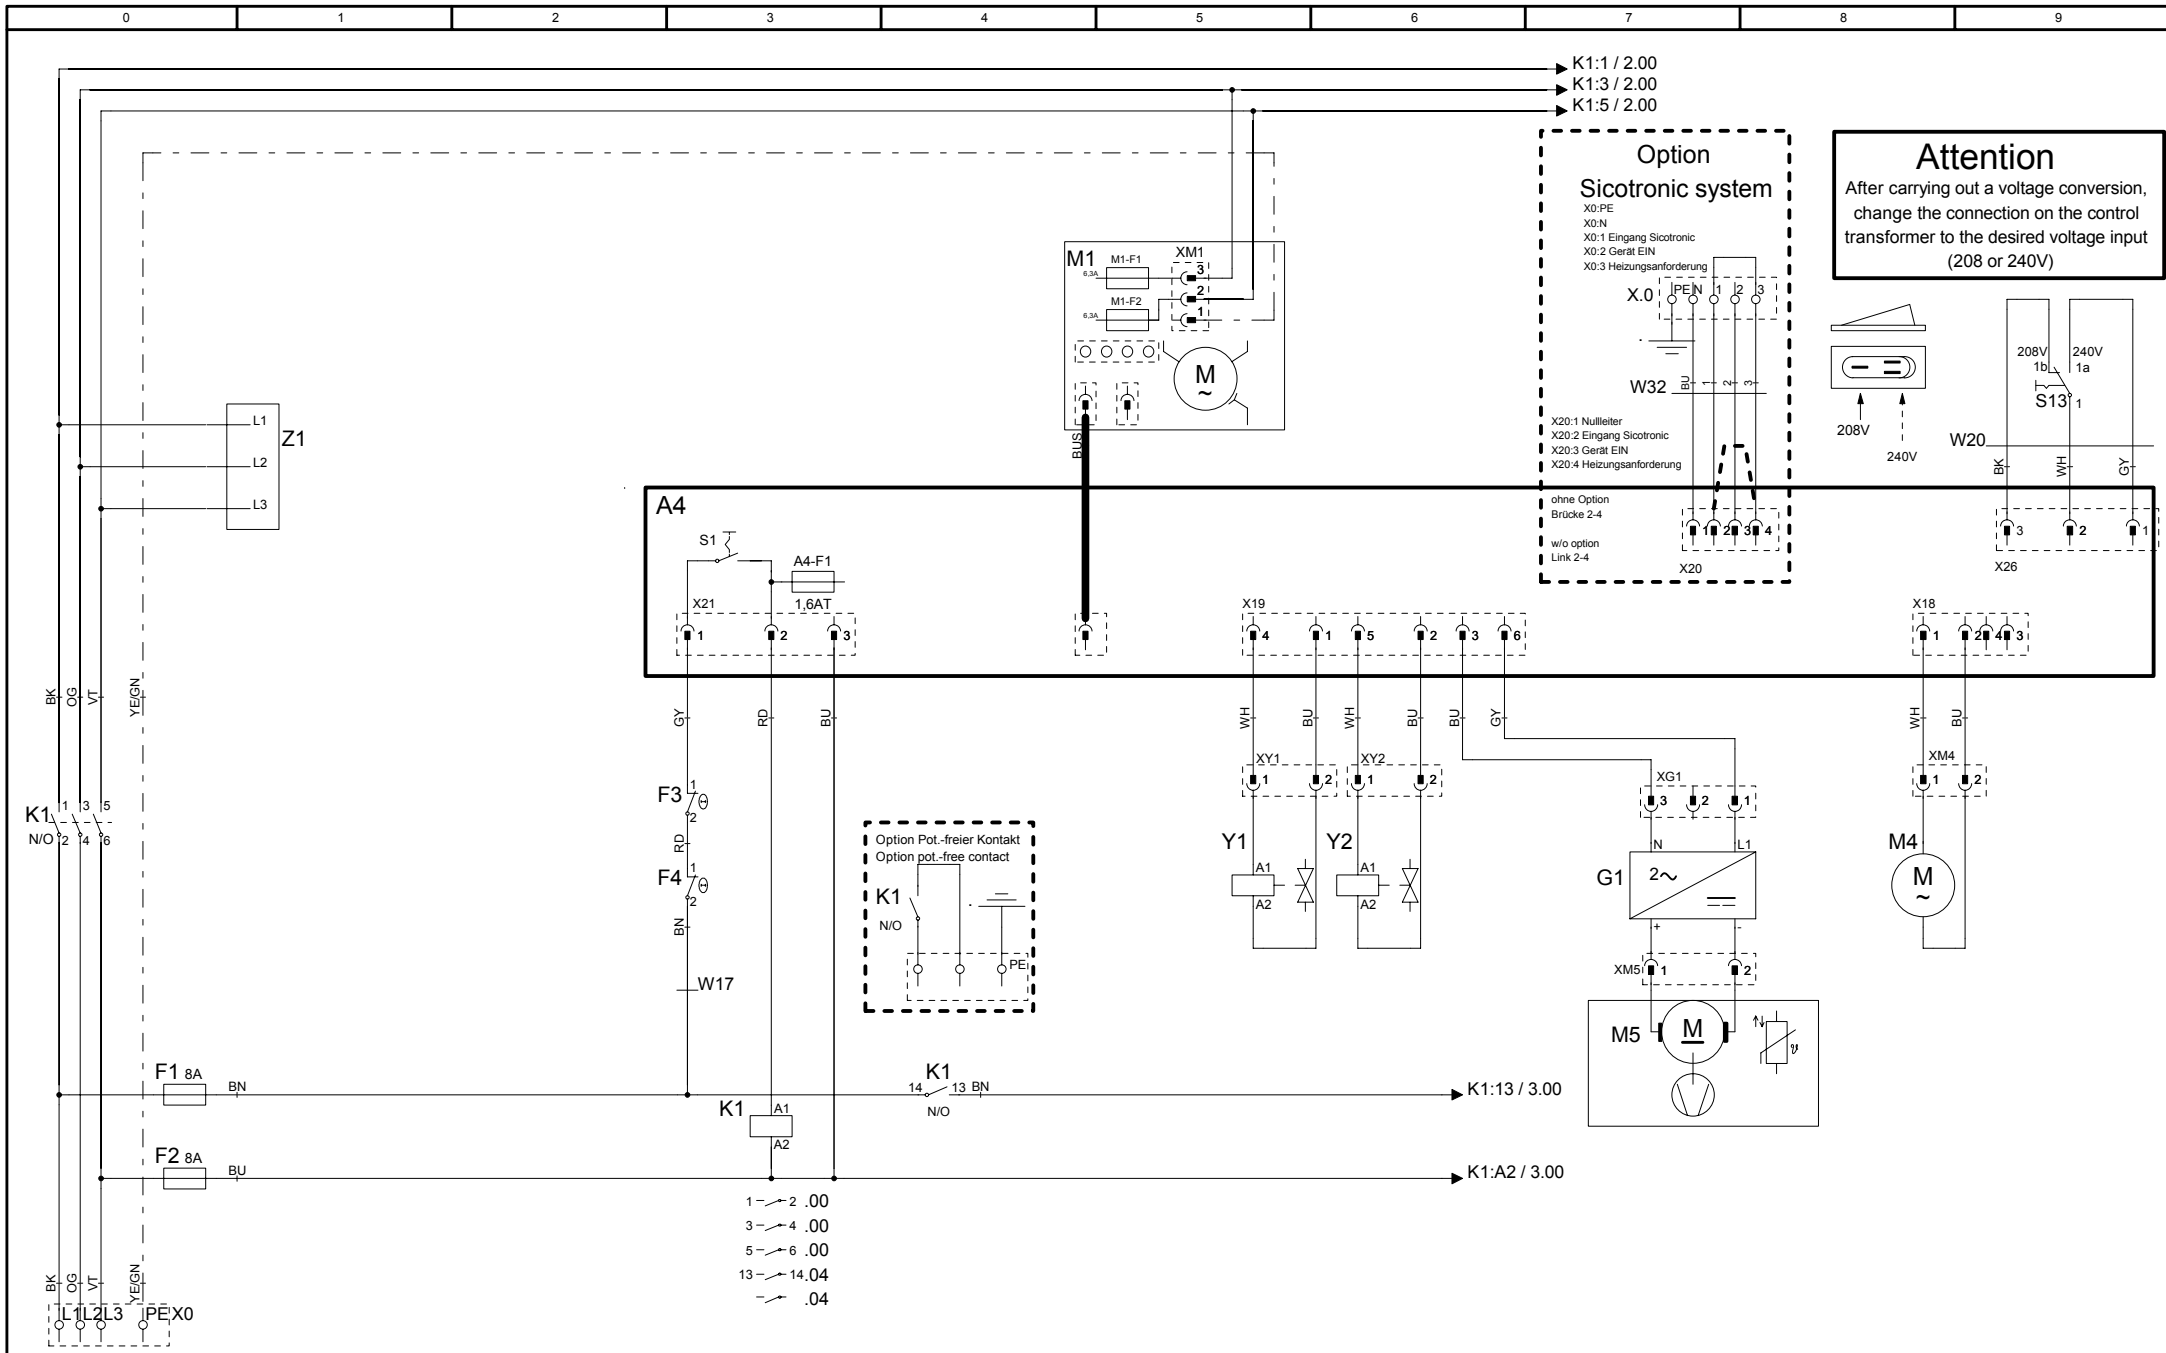 0 1 2 3 4 5 6 7 8 9
K1:1 / 2.00
K1:3 / 2.00
K1:5 / 2.00
Option
Sicotronic system
X0:PE
X0:N
X0:1 Eingang Sicotronic
X0:2 Gerät EIN
X0:3 Heizungsanforderung
X.0 PE N 1 2 3
W32 BU 1 2 3
X20:1 Nullleiter
X20:2 Eingang Sicotronic
X20:3 Gerät EIN
X20:4 Heizungsanforderung
ohne Option
Brücke 2-4
w/o option
Link 2-4
1 2 3 4
X20
Attention
After carrying out a voltage conversion,
change the connection on the control
transformer to the desired voltage input
(208 or 240V)
208V
240V
208V 240V
1b 1a
S13 1
W20
BK WH GY
3 2 1
X26
M1 M1-F1 XM1
6,3A 3
M1-F2 2
6,3A 1
M
~
BUS
L1
Z1
L2
L3
A4
S1
A4-F1
1,6AT
X21
1 2 3
X19
4 1 5 2 3 6
X18
1 2 4 3
BK OG VT YE/GN
GY RD BU
WH BU WH BU BU GY
WH BU
K1 1 3 5
N/O 2 4 6
F3 1
2
RD
F4 1
2
BN
W17
Option Pot.-freier Kontakt
Option pot.-free contact
K1
N/O
PE
XY1
1 2
XY2
1 2
Y1 A1
A2
Y2 A1
A2
XG1
3 2 1
N L1
G1 2~
+ -
XM5 1 2
M5 M
ϑ
XM4
1 2
M4
M
~
F1 8A BN
K1
14 13 BN
N/O
K1:13 / 3.00
K1 A1
A2
F2 8A BU
K1:A2 / 3.00
1 2 .00
3 4 .00
5 6 .00
13 14 .04
.04
BK OG VT YE/GN
L1 L2 L3 PE X0